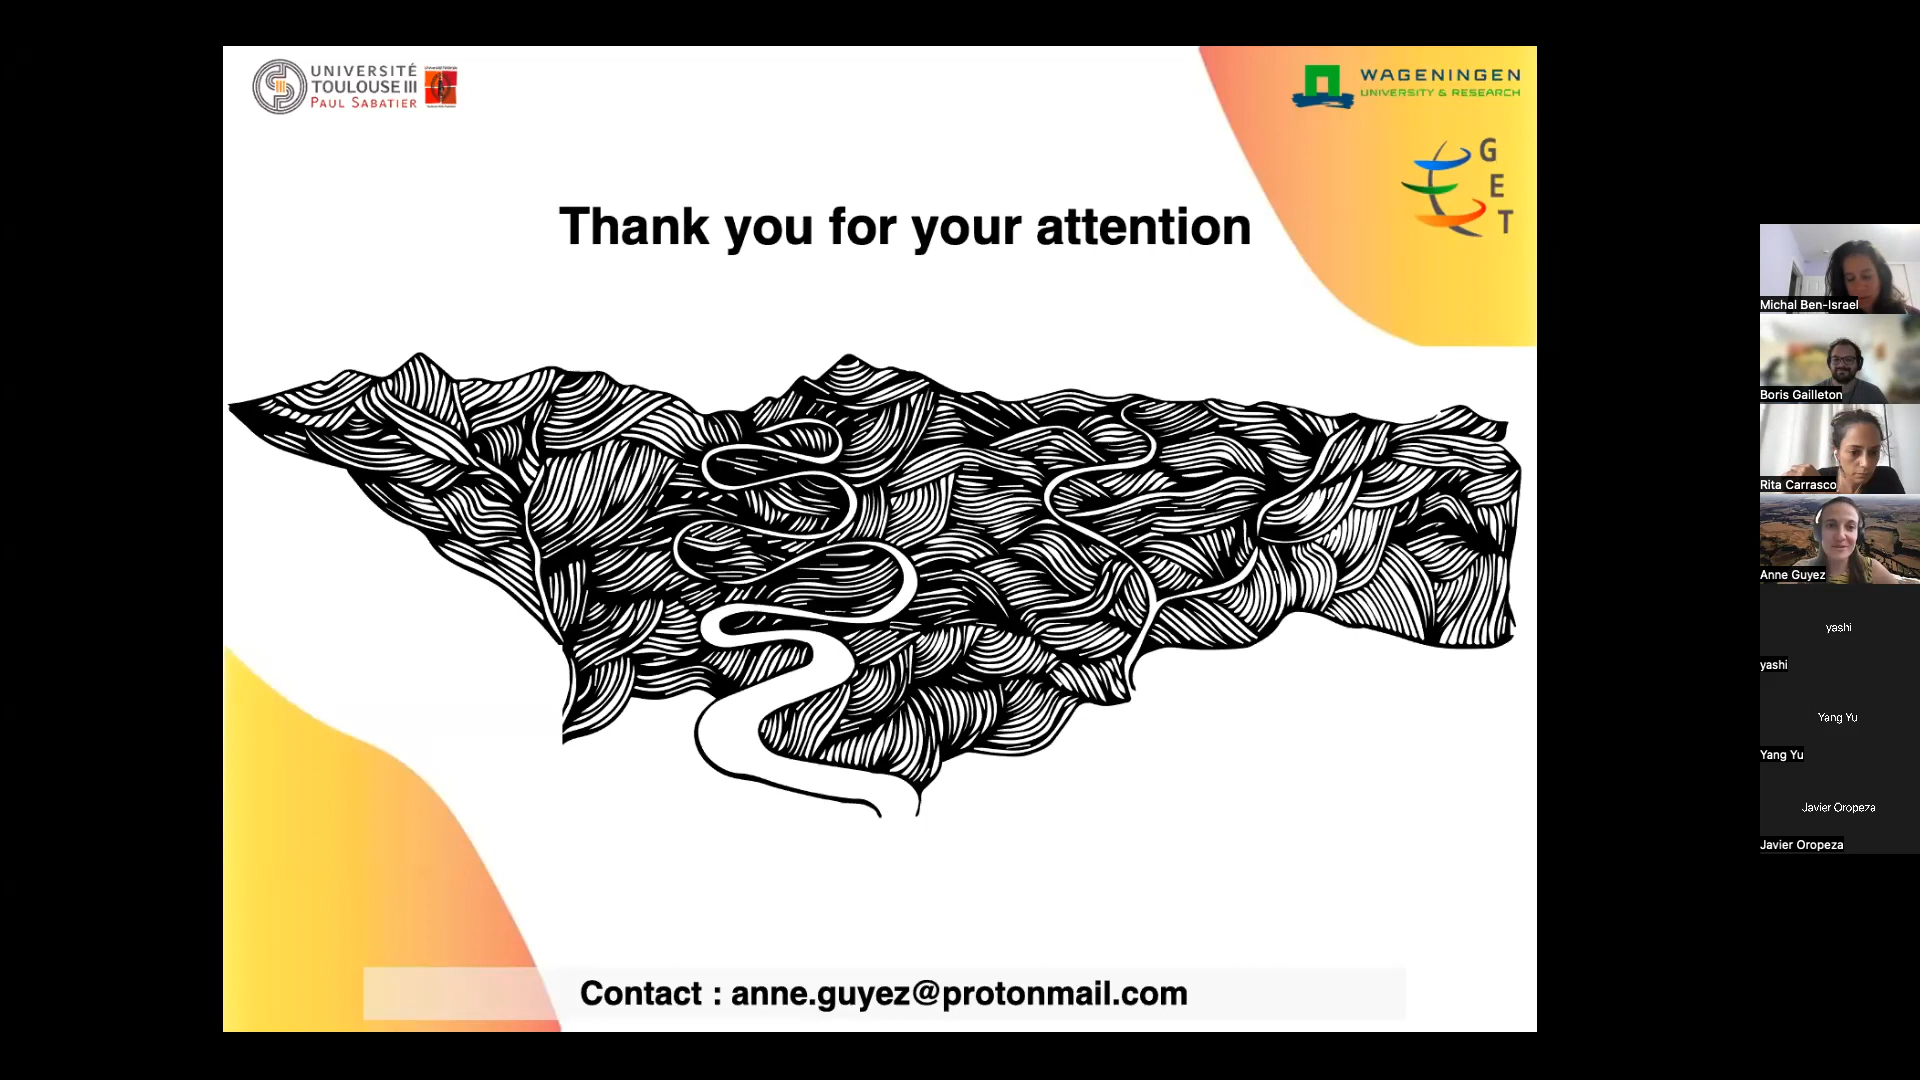 UNIVERSITÉ
TOULOUSE III
PAUL SABATIER
WAGENINGEN
UNIVERSITY & RESEARCH
G
E
T
Thank you for your attention
Contact : anne.guyez@protonmail.com
Michal Ben-Israel
Boris Gailleton
Rita Carrasco
Anne Guyez
yashi
yashi
Yang Yu
Yang Yu
Javier Oropeza
Javier Oropeza